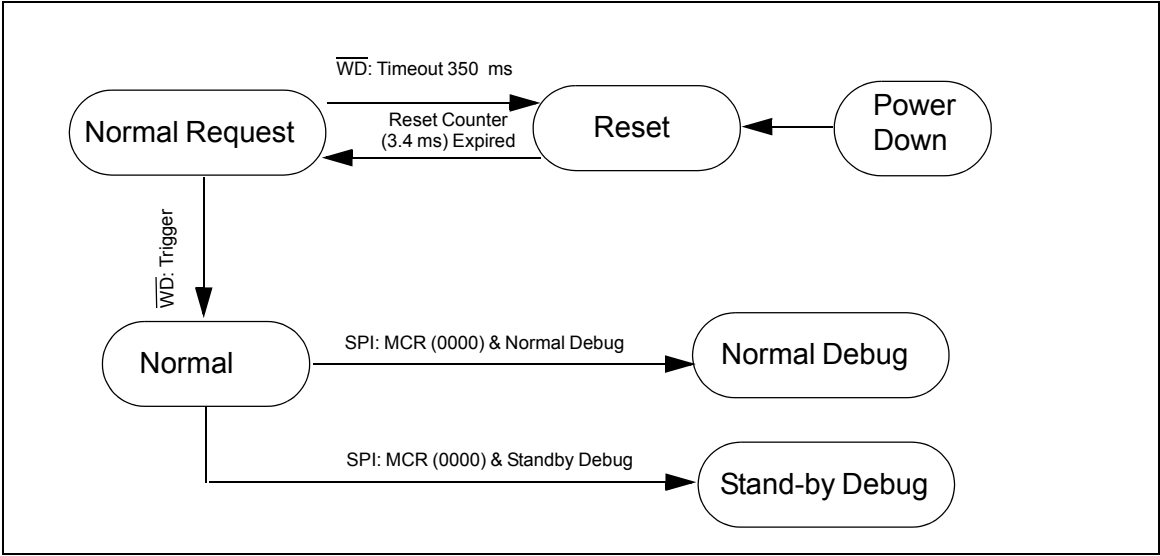 WD: Timeout 350 ms
Normal Request
Reset Counter
(3.4 ms) Expired
Reset
Power
Down
WD: Trigger
Normal
SPI: MCR (0000) & Normal Debug
Normal Debug
SPI: MCR (0000) & Standby Debug
Stand-by Debug